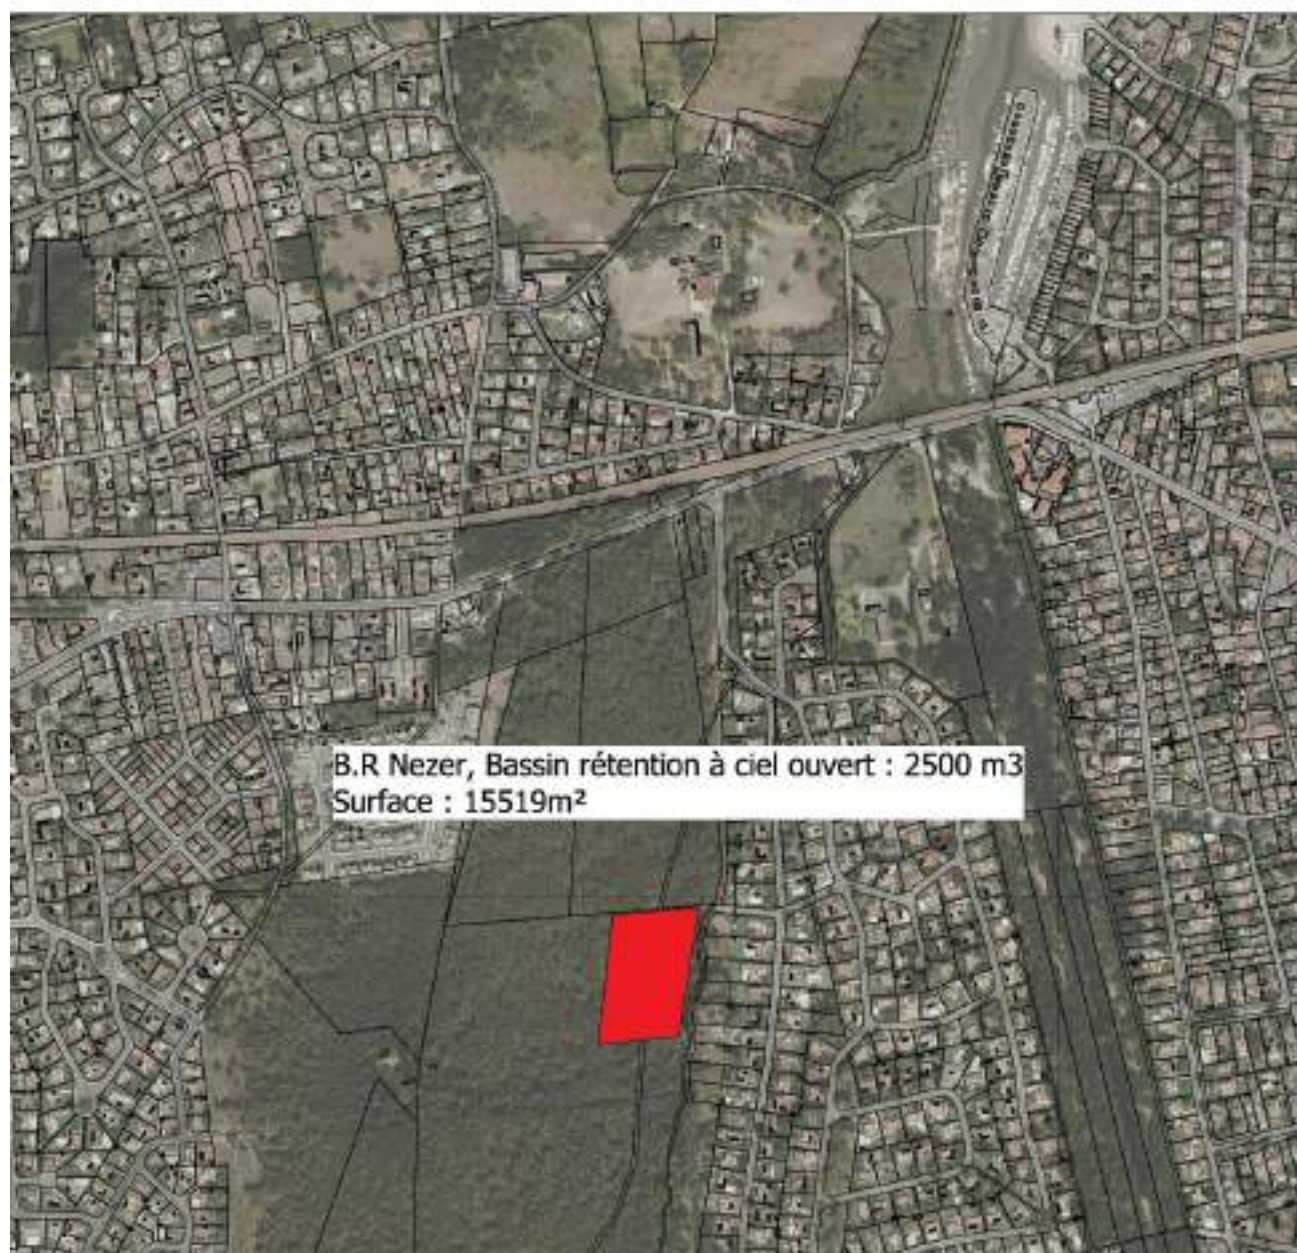 B.R Nezer, Bassin rétention à ciel ouvert : 2500 m3
Surface : 15519m²